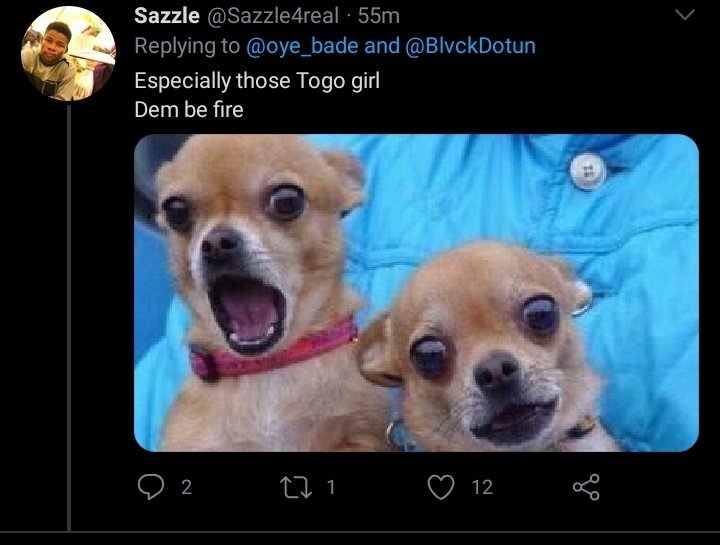 Sazzle @Sazzle4real · 55m
Replying to @oye_bade and @BlvckDotun
Especially those Togo girl
Dem be fire
2 1 12